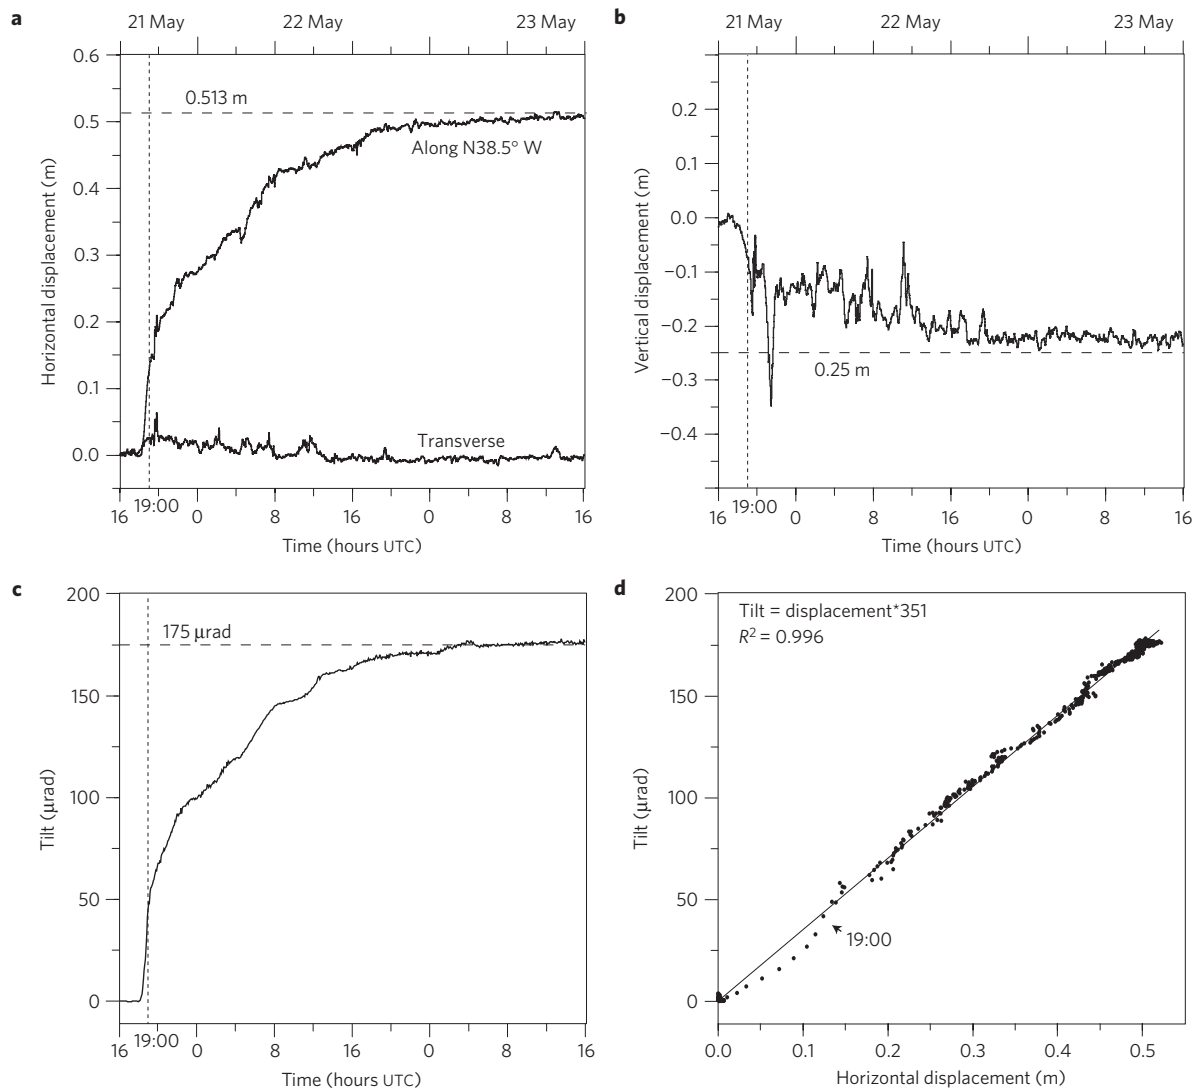 a
21 May 22 May 23 May
0.6
0.5
0.4
0.3
0.2
0.1
0.0
Horizontal displacement (m)
0.513 m
Along N38.5° W
Transverse
19:00
16 0 8 16 0 8 16
Time (hours UTC)
b
21 May 22 May 23 May
0.2
0.1
0.0
−0.1
−0.2
−0.3
−0.4
Vertical displacement (m)
0.25 m
19:00
16 0 8 16 0 8 16
Time (hours UTC)
c
200
150
100
50
0
Tilt (μrad)
175 μrad
19:00
16 0 8 16 0 8 16
Time (hours UTC)
d
200
150
100
50
0
Tilt (μrad)
Tilt = displacement*351
R² = 0.996
19:00
0.0 0.1 0.2 0.3 0.4 0.5
Horizontal displacement (m)